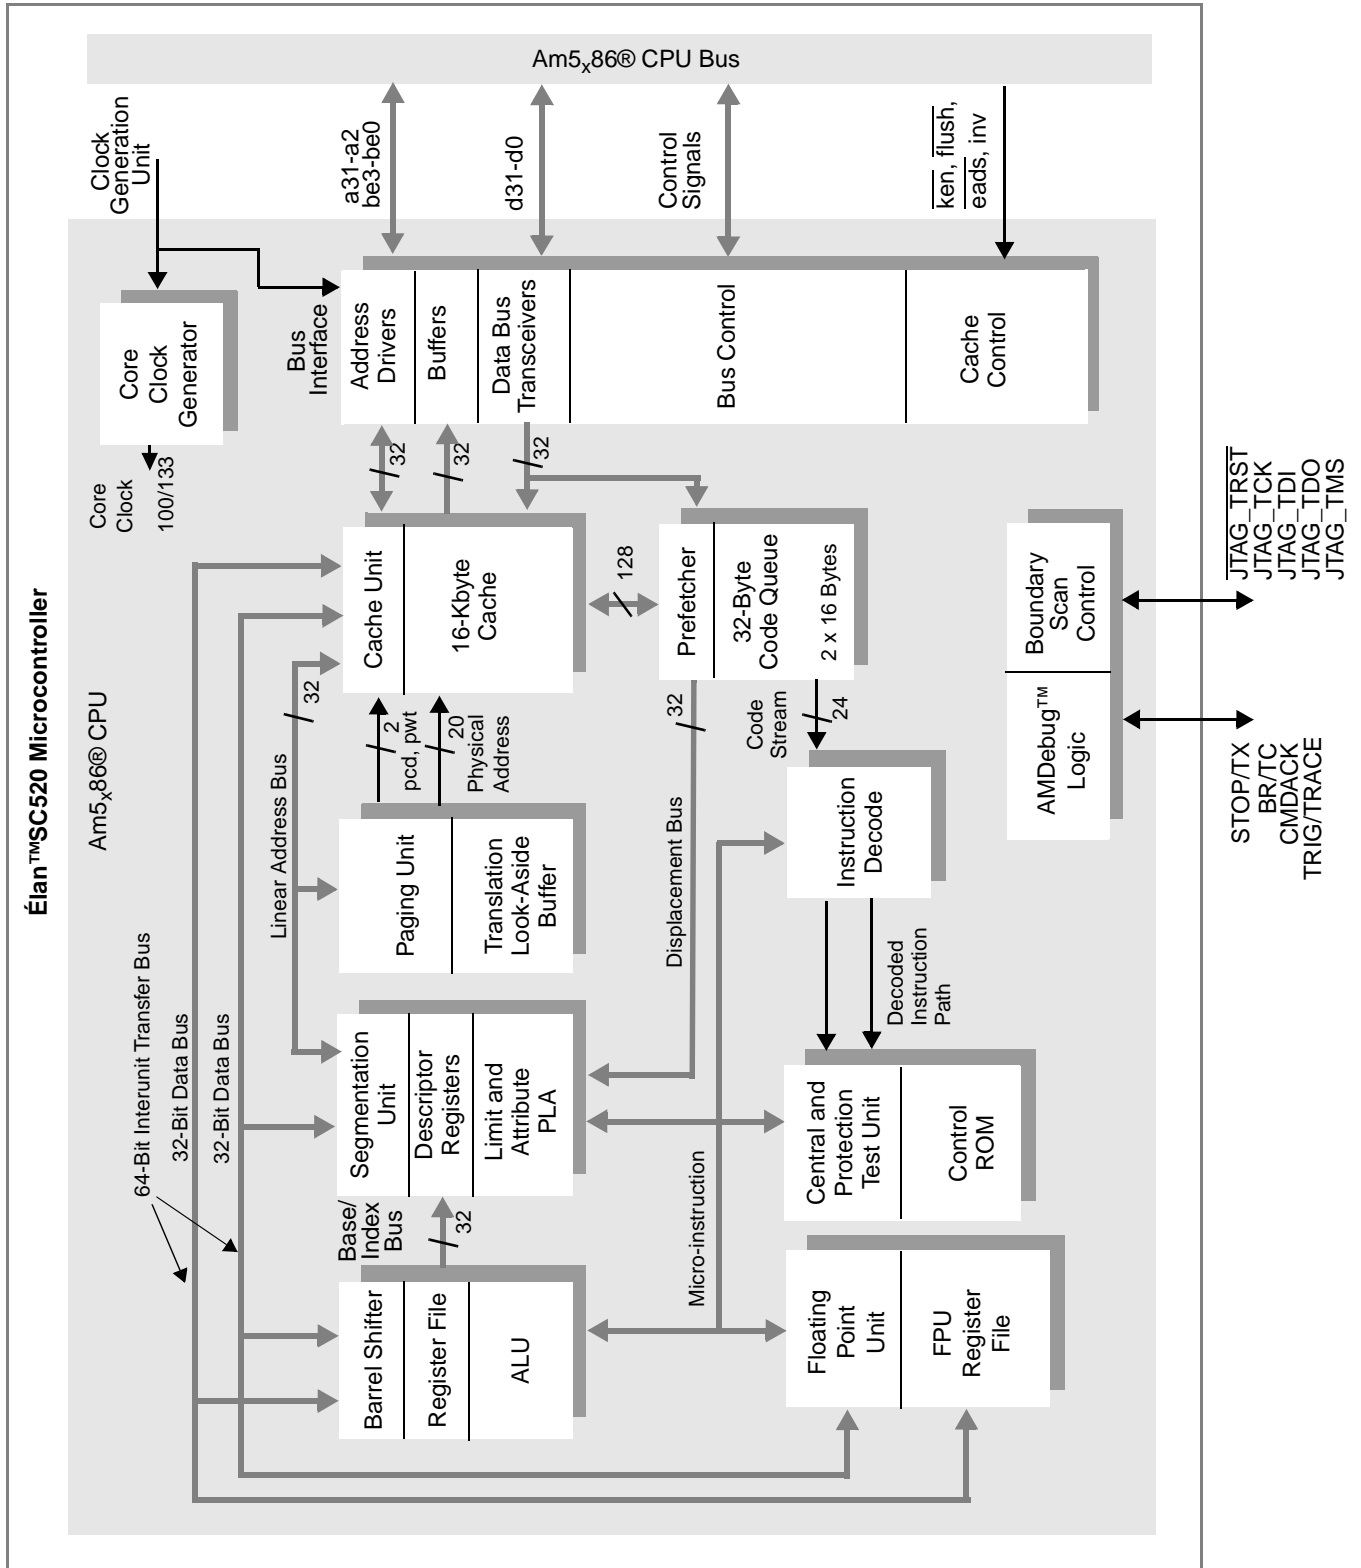 Élan™SC520 Microcontroller
Am5x86® CPU
Am5x86® CPU Bus
Clock
Generation
Unit
a31-a2
be3-be0
d31-d0
Control
Signals
ken, flush,
eads, inv
Core
Clock
Generator
Core
Clock
100/133
Bus
Interface
Address
Drivers
Buffers
Data Bus
Transceivers
Bus Control
Cache
Control
32
32
32
64-Bit Interunit Transfer Bus
32-Bit Data Bus
32-Bit Data Bus
Linear Address Bus
32
Cache Unit
16-Kbyte
Cache
2
pcd, pwt
20
Physical
Address
128
Prefetcher
32-Byte
Code Queue
2 x 16 Bytes
Paging Unit
Translation
Look-Aside
Buffer
32
Displacement Bus
Code
Stream
24
Instruction
Decode
Decoded
Instruction
Path
Segmentation
Unit
Descriptor
Registers
Limit and
Attribute
PLA
Base/
Index
Bus
32
Barrel Shifter
Register File
ALU
Micro-instruction
Central and
Protection
Test Unit
Control
ROM
Floating
Point
Unit
FPU
Register
File
Boundary
Scan
Control
AMDebug™
Logic
JTAG_TRST
JTAG_TCK
JTAG_TDI
JTAG_TDO
JTAG_TMS
STOP/TX
BR/TC
CMDACK
TRIG/TRACE